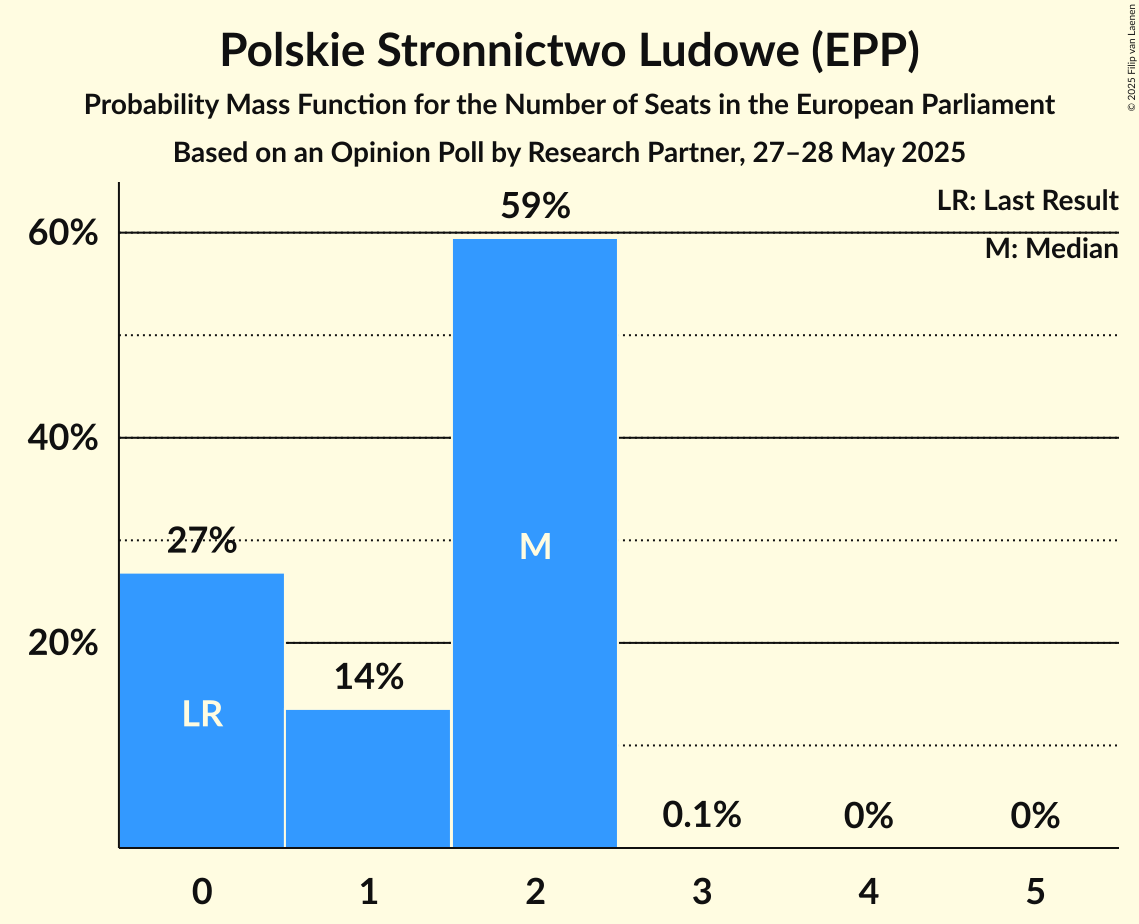 Polskie Stronnictwo Ludowe (EPP)
Probability Mass Function for the Number of Seats in the European Parliament
Based on an Opinion Poll by Research Partner, 27–28 May 2025
© 2025 Filip van Laenen
LR: Last Result
M: Median
59%
60%
40%
27%
M
20%
14%
LR
0.1%
0%
0%
0
1
2
3
4
5